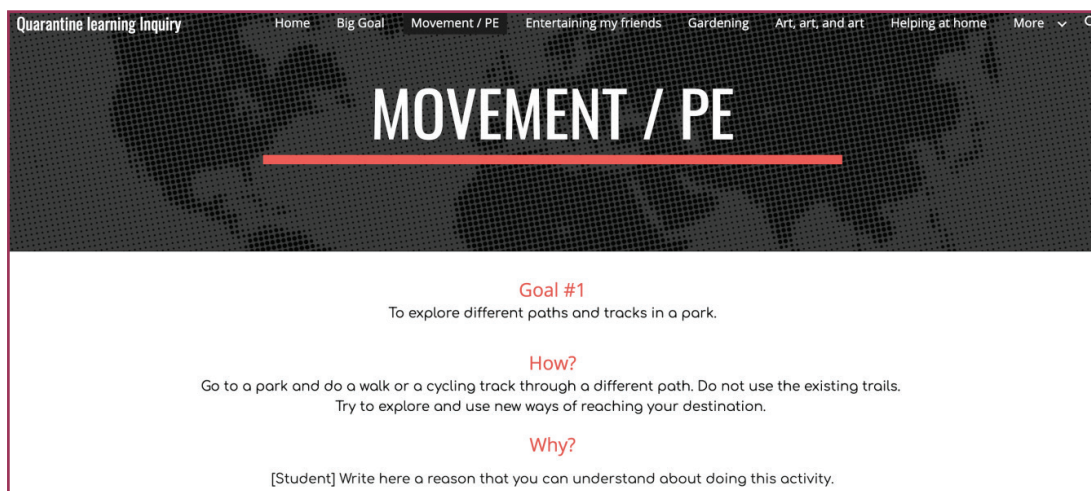 Quarantine learning Inquiry
Home Big Goal Movement / PE Entertaining my friends Gardening Art, art, and art Helping at home More
MOVEMENT / PE
Goal #1
To explore different paths and tracks in a park.
How?
Go to a park and do a walk or a cycling track through a different path. Do not use the existing trails.
Try to explore and use new ways of reaching your destination.
Why?
[Student] Write here a reason that you can understand about doing this activity.